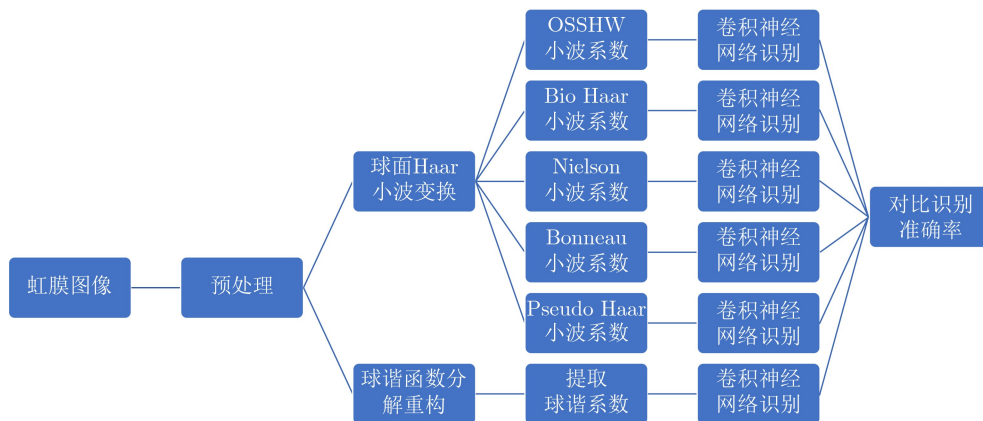 虹膜图像
预处理
球面Haar
小波变换
OSSHW
小波系数
卷积神经
网络识别
Bio Haar
小波系数
卷积神经
网络识别
Nielson
小波系数
卷积神经
网络识别
Bonneau
小波系数
卷积神经
网络识别
Pseudo Haar
小波系数
卷积神经
网络识别
球谐函数分
解重构
提取
球谐系数
卷积神经
网络识别
对比识别
准确率